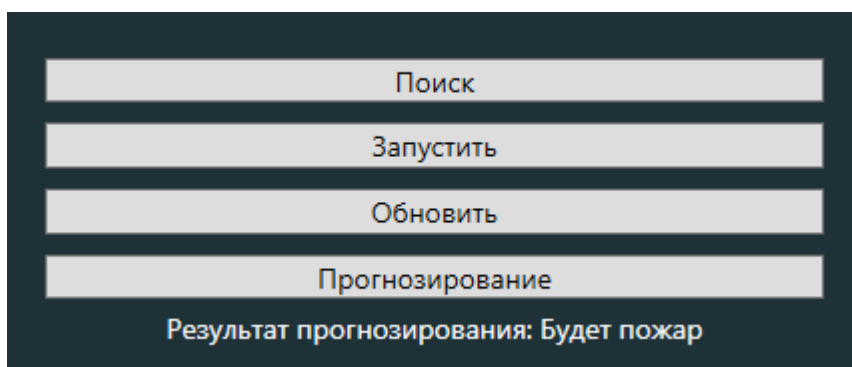 Поиск
Запустить
Обновить
Прогнозирование
Результат прогнозирования: Будет пожар